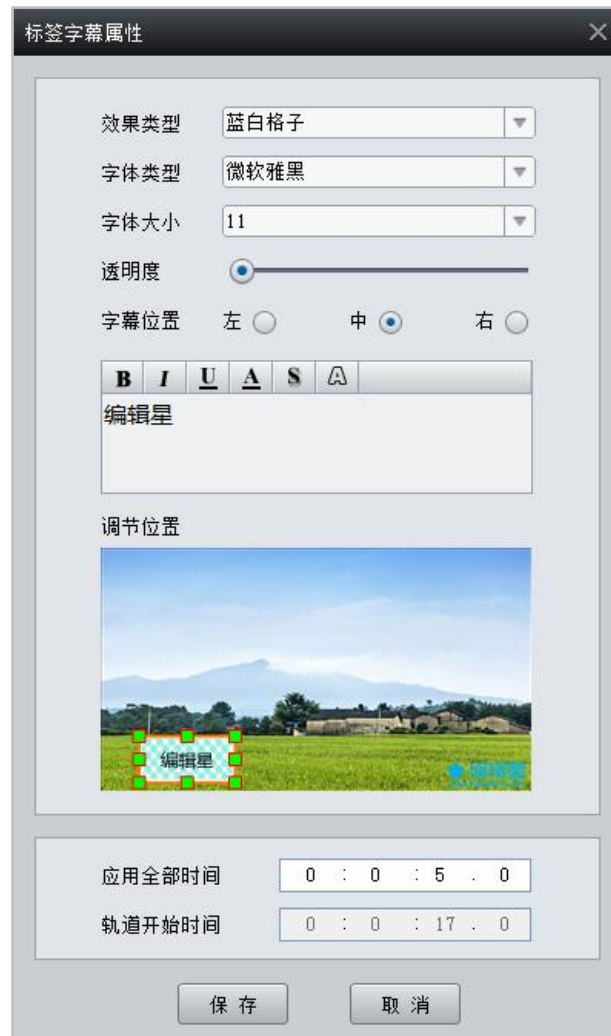 标签字幕属性
效果类型 蓝白格子
字体类型 微软雅黑
字体大小 11
透明度
字幕位置 左 中 右
B I U A S A
编辑星
调节位置
编辑星
应用全部时间 0 : 0 : 5 . 0
轨道开始时间 0 : 0 : 17 . 0
保存 取消